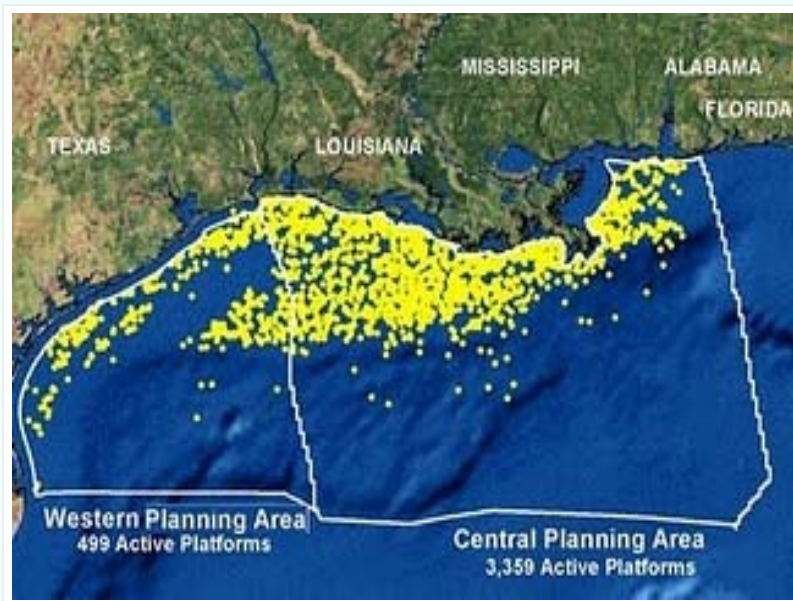 MISSISSIPPI
ALABAMA
FLORIDA
TEXAS
LOUISIANA
Western Planning Area
499 Active Platforms
Central Planning Area
3,359 Active Platforms